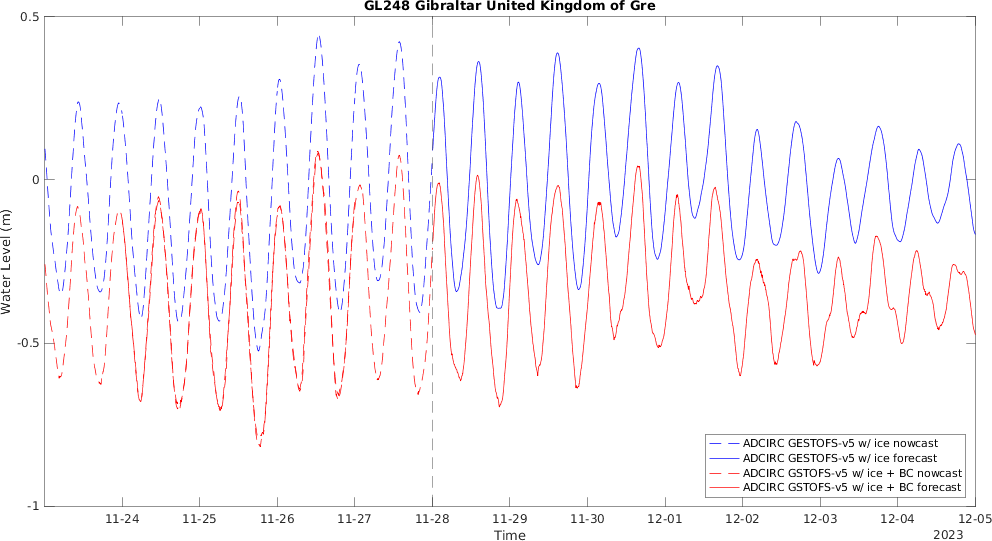 GL248 Gibraltar United Kingdom of Gre
0.5
0
-0.5
-1
Water Level (m)
11-24 11-25 11-26 11-27 11-28 11-29 11-30 12-01 12-02 12-03 12-04 12-05
Time
2023
ADCIRC GESTOFS-v5 w/ ice nowcast
ADCIRC GESTOFS-v5 w/ ice forecast
ADCIRC GSTOFS-v5 w/ ice + BC nowcast
ADCIRC GSTOFS-v5 w/ ice + BC forecast